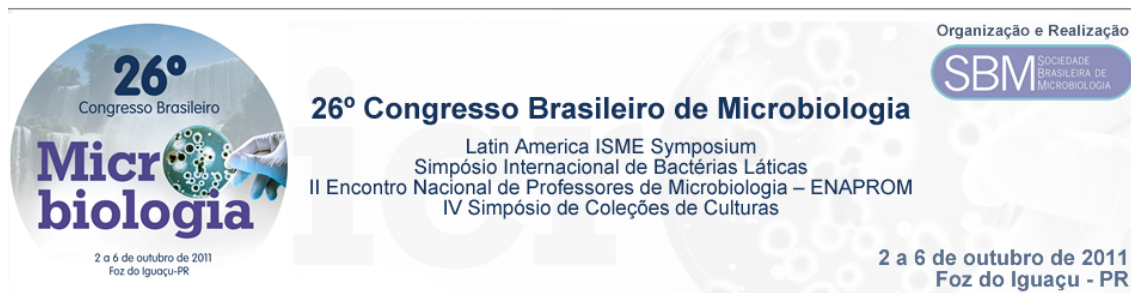 26º
Congresso Brasileiro
Micr
biologia
2 a 6 de outubro de 2011
Foz do Iguaçu-PR
26º Congresso Brasileiro de Microbiologia
Latin America ISME Symposium
Simpósio Internacional de Bactérias Láticas
II Encontro Nacional de Professores de Microbiologia – ENAPROM
IV Simpósio de Coleções de Culturas
Organização e Realização
SBM
SOCIEDADE
BRASILEIRA DE
MICROBIOLOGIA
2 a 6 de outubro de 2011
Foz do Iguaçu - PR